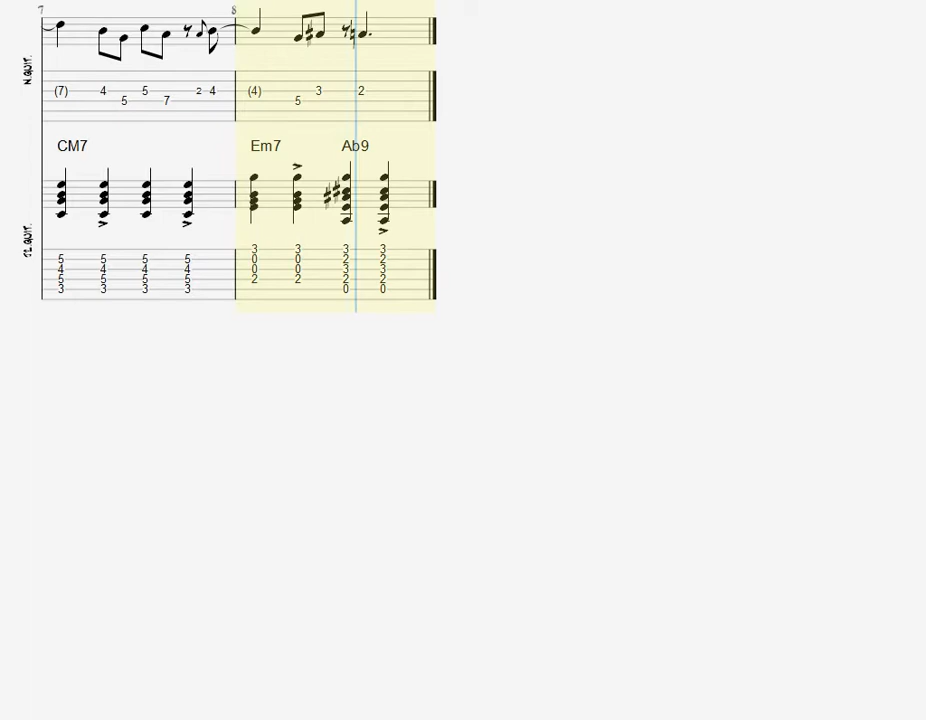 7 8
N.GUIT.
(7) 4 5 2 4 (4) 3 2
5 7 5
CM7 Em7 Ab9
3 3 3 3
5 5 5 5 0 0 2 2
4 4 4 4 0 0 3 3
5 5 5 5 2 2 2 2
3 3 3 3 0 0